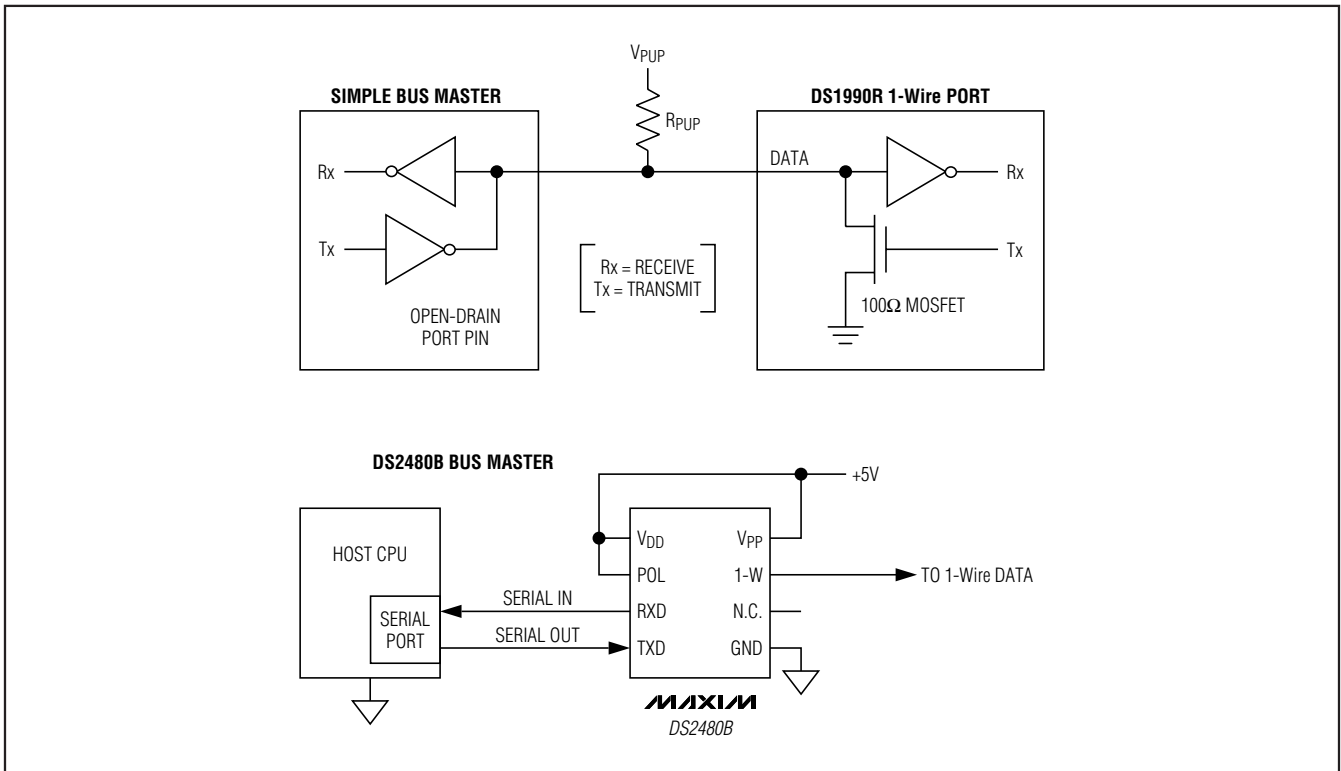 VPUP
SIMPLE BUS MASTER
DS1990R 1-Wire PORT
RPUP
DATA
Rx
Rx
Tx
Tx
Rx = RECEIVE
Tx = TRANSMIT
OPEN-DRAIN
PORT PIN
100Ω MOSFET
DS2480B BUS MASTER
+5V
HOST CPU
VDD
VPP
POL
1-W
TO 1-Wire DATA
SERIAL IN
RXD
N.C.
SERIAL
PORT
SERIAL OUT
TXD
GND
MAXIM
DS2480B